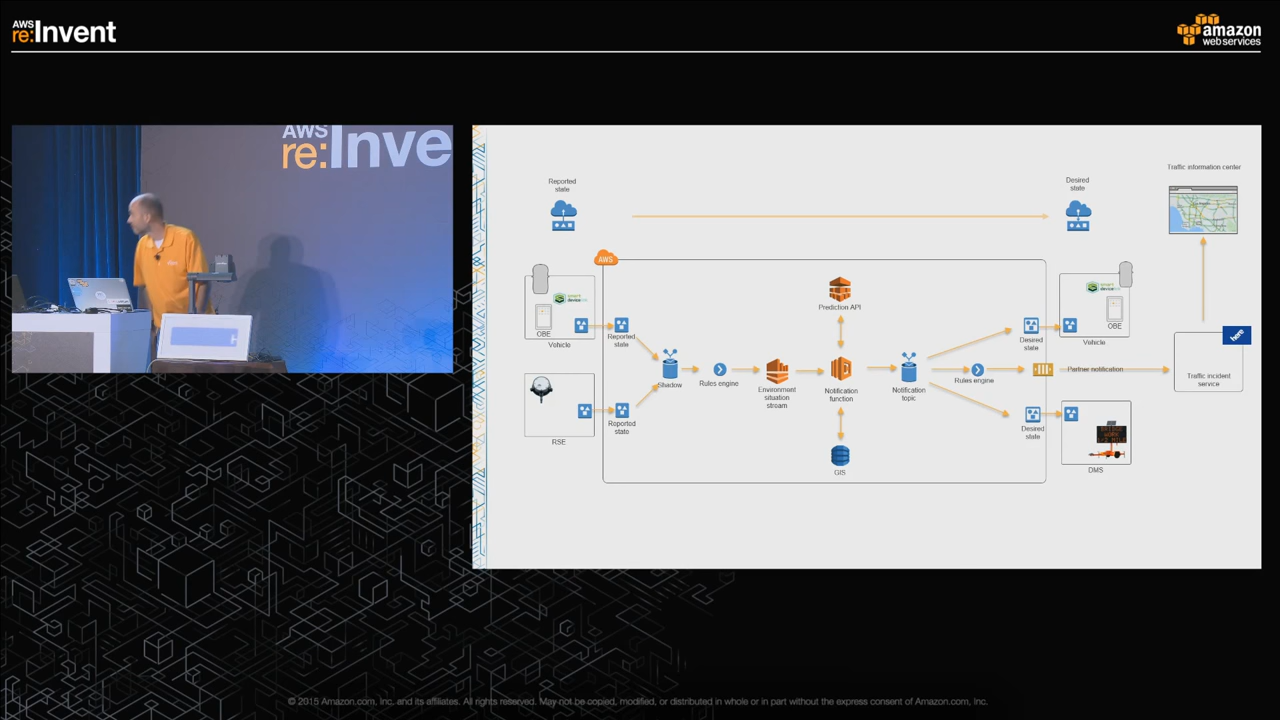 AWS
re:Invent
amazon
web services
AWS
re:Inve
Reported
state
Desired
state
Traffic information center
AWS
smart
device
OBE
Vehicle
Reported
state
RSE
Reported
state
Shadow
Rules engine
Environment
situation
stream
Prediction API
Notification
function
GIS
Notification
topic
Desired
state
Rules engine
Partner notification
Desired
state
smart
device
OBE
Vehicle
DMS
here
Traffic incident
service
© 2015 Amazon.com, Inc. and its affiliates. All rights reserved. May not be copied, modified, or distributed in whole or in part without the express consent of Amazon.com, Inc.